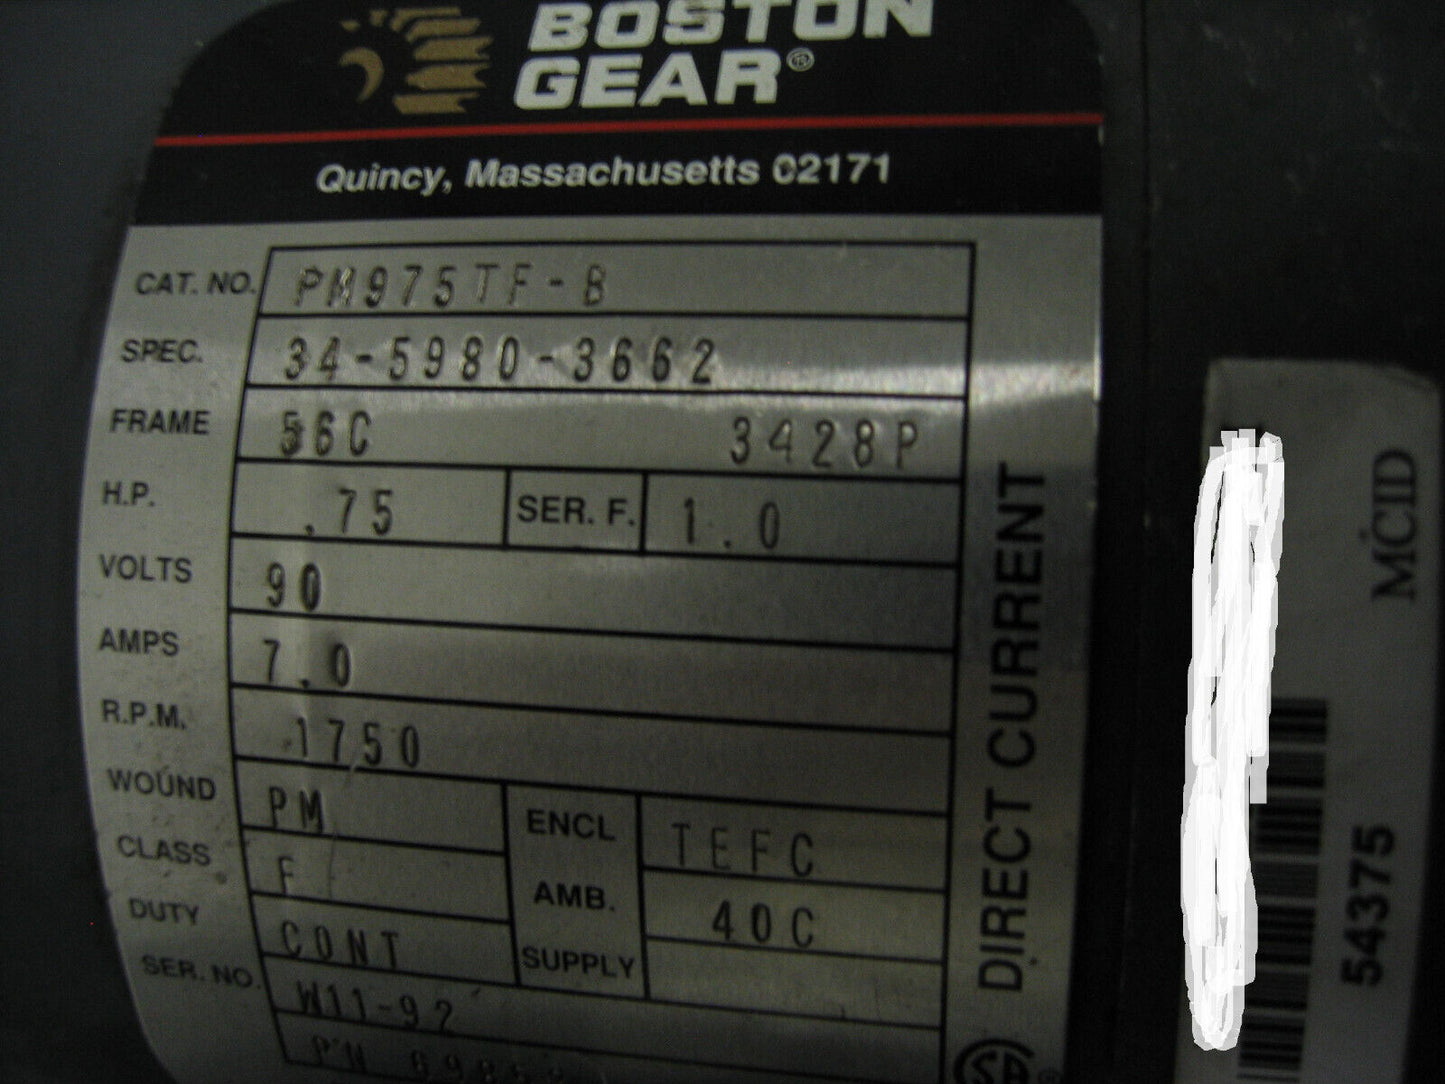 BOSTON
GEAR®
Quincy, Massachusetts 02171
CAT. NO. PM975TF-B
SPEC. 34-5980-3662
FRAME 56C 3428P
H.P. .75 SER. F. 1.0
VOLTS 90
AMPS 7.0
R.P.M. 1750
WOUND PM ENCL TEFC
CLASS F AMB. 40C
DUTY CONT SUPPLY
SER. NO. W11-92
P/N
DIRECT CURRENT
MCID
54375